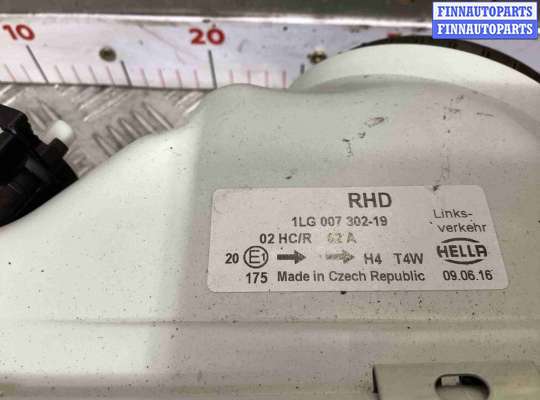 FINNAUTOPARTS
FINNAUTOPARTS
10
20
RHD
1LG 007 302-19
Links-
verkehr
02 HC/R 62 A
20 E1 H4 T4W
HELLA
175 Made in Czech Republic 09.06.16